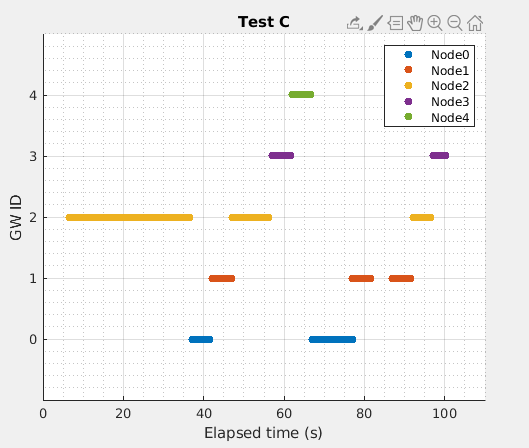 Test C
Node0
Node1
Node2
Node3
Node4
GW ID
4
3
2
1
0
0 20 40 60 80 100
Elapsed time (s)